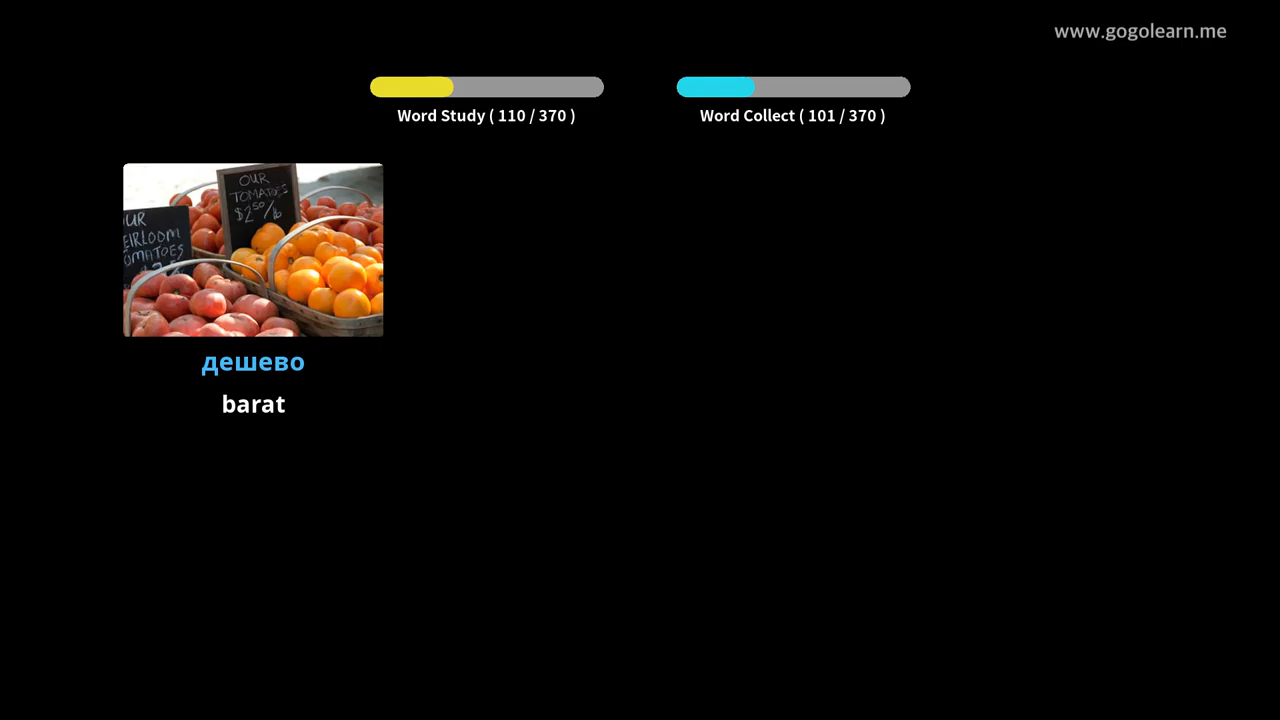 www.gogolearn.me
Word Study ( 110 / 370 )
Word Collect ( 101 / 370 )
OUR
TOMATOES
$2.50/lb
UR
EIRLOOM
OMATOES
дешево
barat